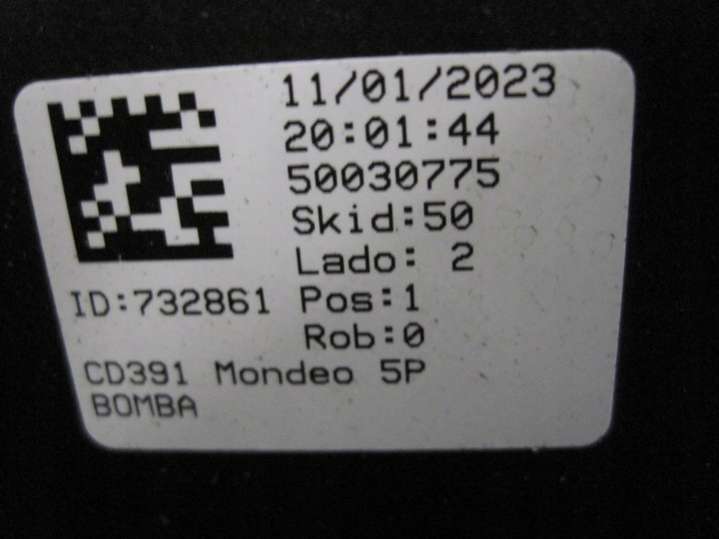 11/01/2023
20:01:44
50030775
Skid:50
Lado: 2
ID:732861 Pos:1
Rob:0
CD391 Mondeo 5P
BOMBA